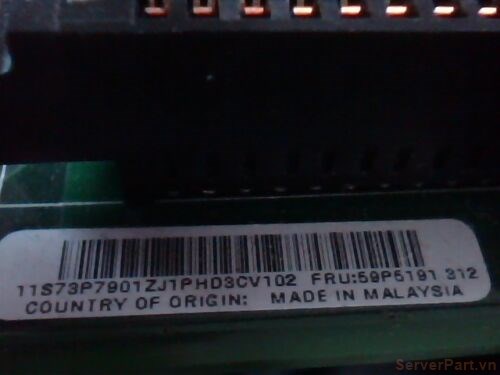 11S73P7901ZJ1PHD3CV102 FRU:59P5191 312
COUNTRY OF ORIGIN: MADE IN MALAYSIA
ServerPart.vn